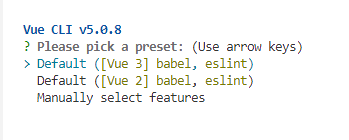 Vue CLI v5.0.8
? Please pick a preset: (Use arrow keys)
> Default ([Vue 3] babel, eslint)
Default ([Vue 2] babel, eslint)
Manually select features